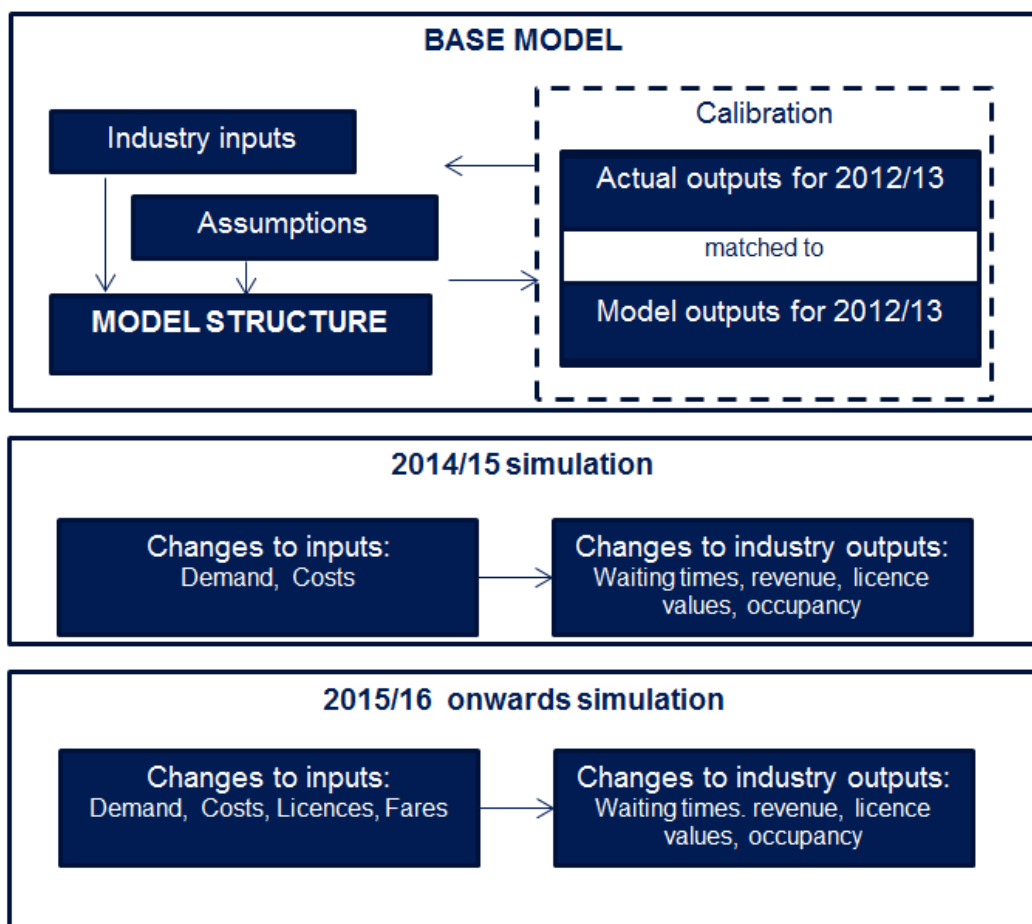 BASE MODEL
Industry inputs
Assumptions
MODEL STRUCTURE
Calibration
Actual outputs for 2012/13
matched to
Model outputs for 2012/13
2014/15 simulation
Changes to inputs:
Demand, Costs
Changes to industry outputs:
Waiting times, revenue, licence
values, occupancy
2015/16 onwards simulation
Changes to inputs:
Demand, Costs, Licences, Fares
Changes to industry outputs:
Waiting times. revenue, licence
values, occupancy